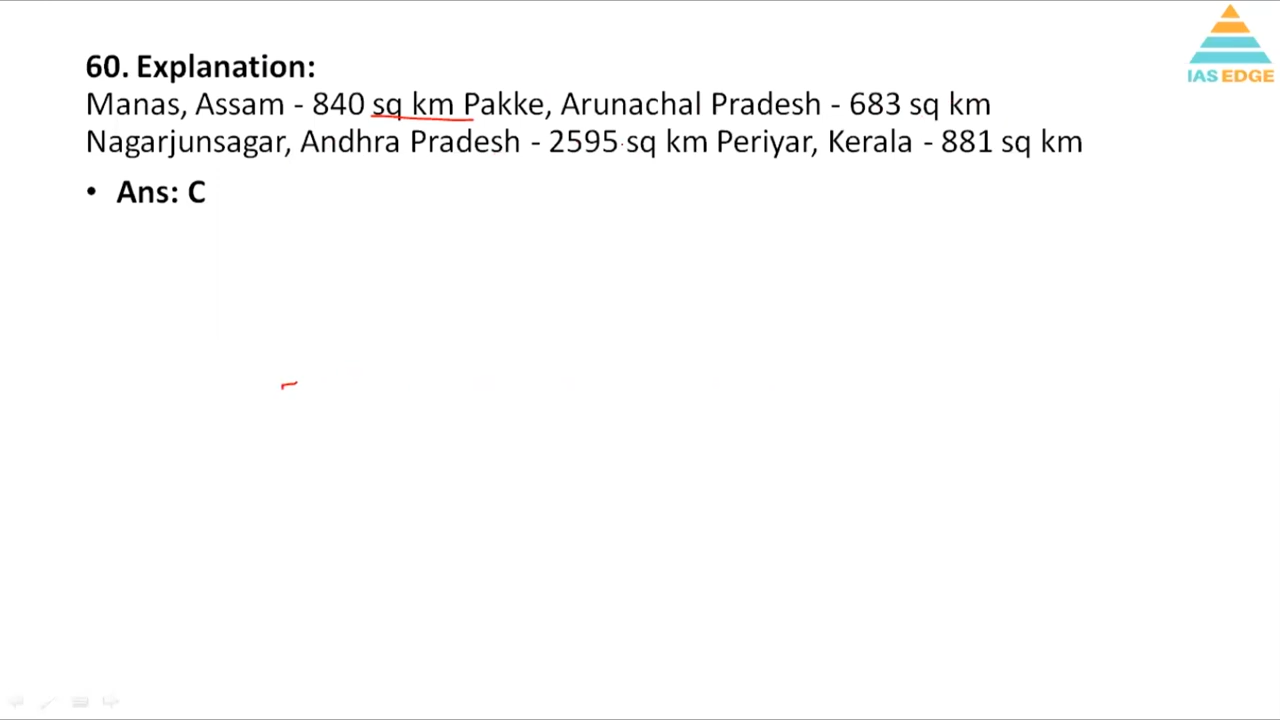 IAS EDGE
60. Explanation:
Manas, Assam - 840 sq km Pakke, Arunachal Pradesh - 683 sq km
Nagarjunsagar, Andhra Pradesh - 2595 sq km Periyar, Kerala - 881 sq km
• Ans: C